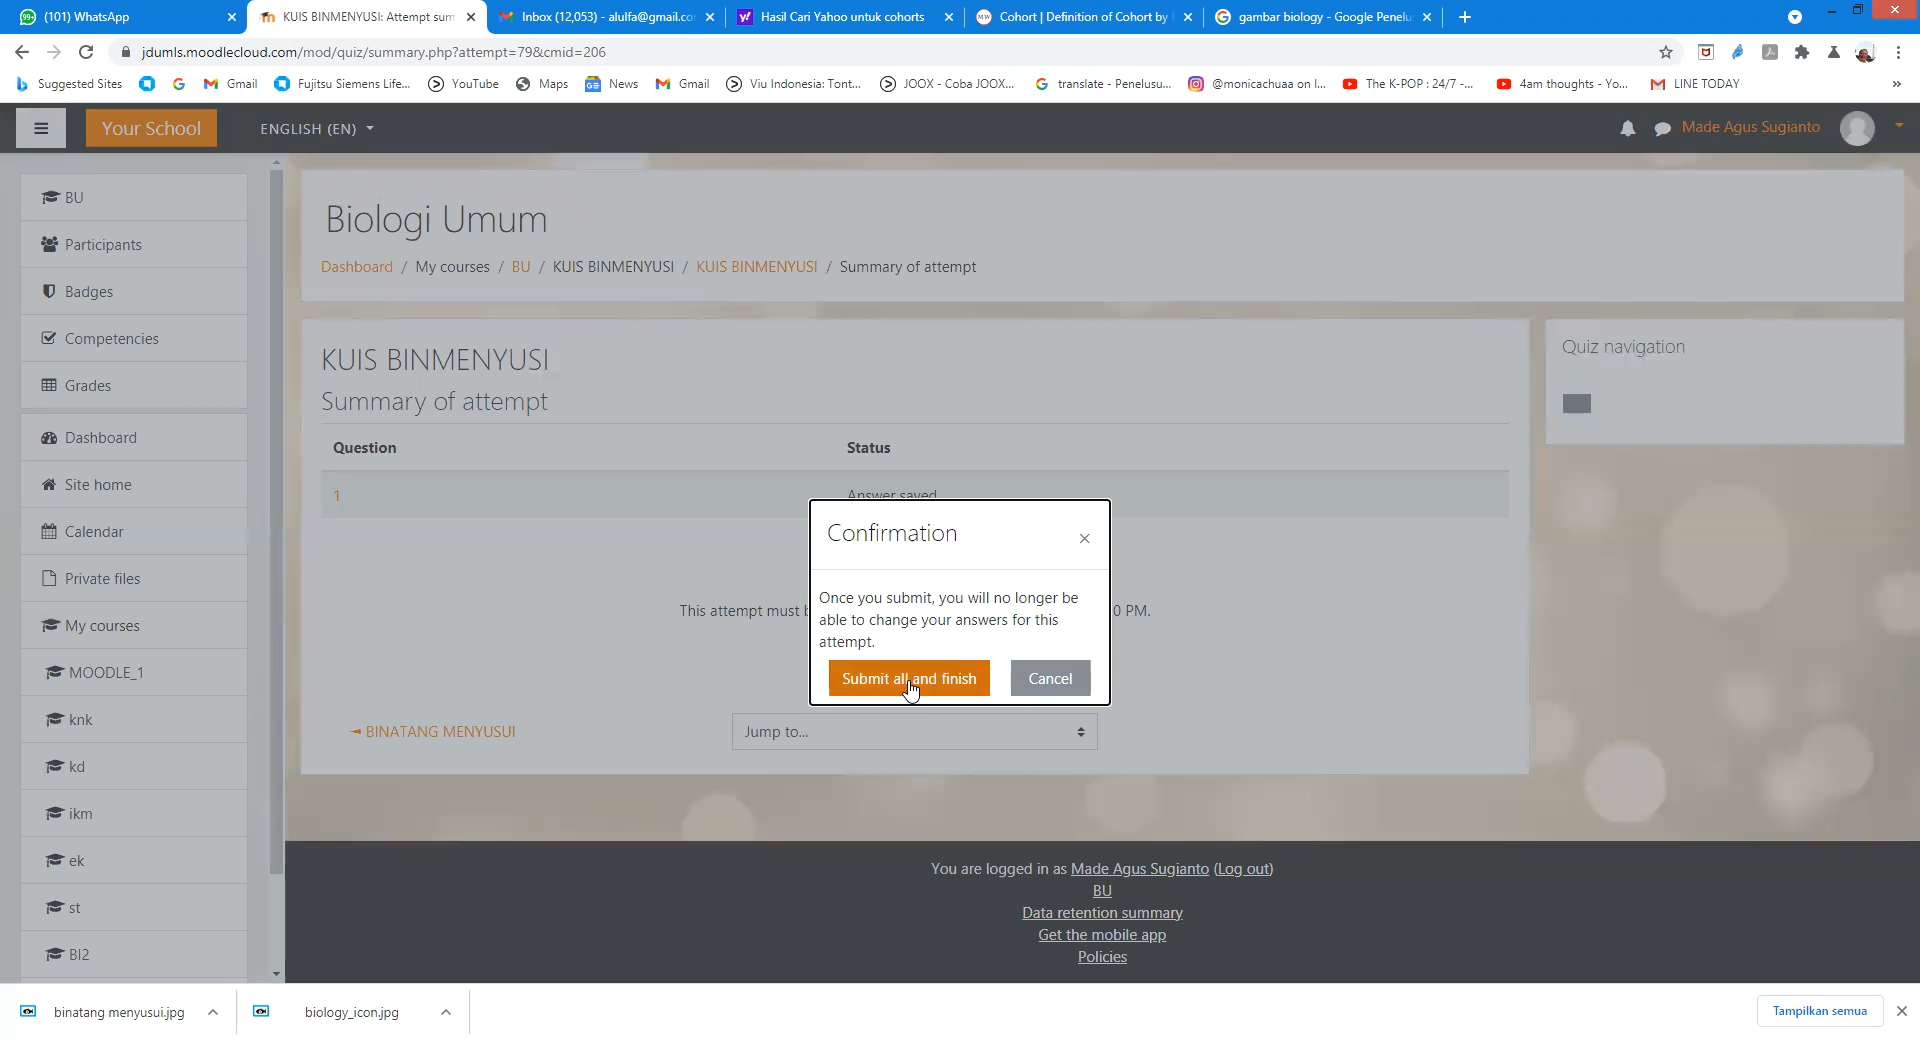 (101) WhatsApp
KUIS BINMENYUSI: Attempt sum
Inbox (12,053) - alulfa@gmail.co
Hasil Cari Yahoo untuk cohorts
Cohort | Definition of Cohort by
gambar biology - Google Penelu
jdumls.moodlecloud.com/mod/quiz/summary.php?attempt=79&cmid=206
Suggested Sites
Gmail
Fujitsu Siemens Life...
YouTube
Maps
News
Gmail
Viu Indonesia: Tont...
JOOX - Coba JOOX...
translate - Penelusu...
@monicachuaa on I...
The K-POP : 24/7 -...
4am thoughts - Yo...
LINE TODAY
Your School
ENGLISH (EN)
Made Agus Sugianto
BU
Participants
Badges
Competencies
Grades
Dashboard
Site home
Calendar
Private files
My courses
MOODLE_1
knk
kd
ikm
ek
st
BI2
Biologi Umum
Dashboard / My courses / BU / KUIS BINMENYUSI / KUIS BINMENYUSI / Summary of attempt
KUIS BINMENYUSI
Summary of attempt
Question Status
1 Answer saved
This attempt must b
0 PM.
Confirmation
×
Once you submit, you will no longer be
able to change your answers for this
attempt.
Submit all and finish
Cancel
◄ BINATANG MENYUSUI
Jump to...
Quiz navigation
You are logged in as Made Agus Sugianto (Log out)
BU
Data retention summary
Get the mobile app
Policies
binatang menyusui.jpg
biology_icon.jpg
Tampilkan semua